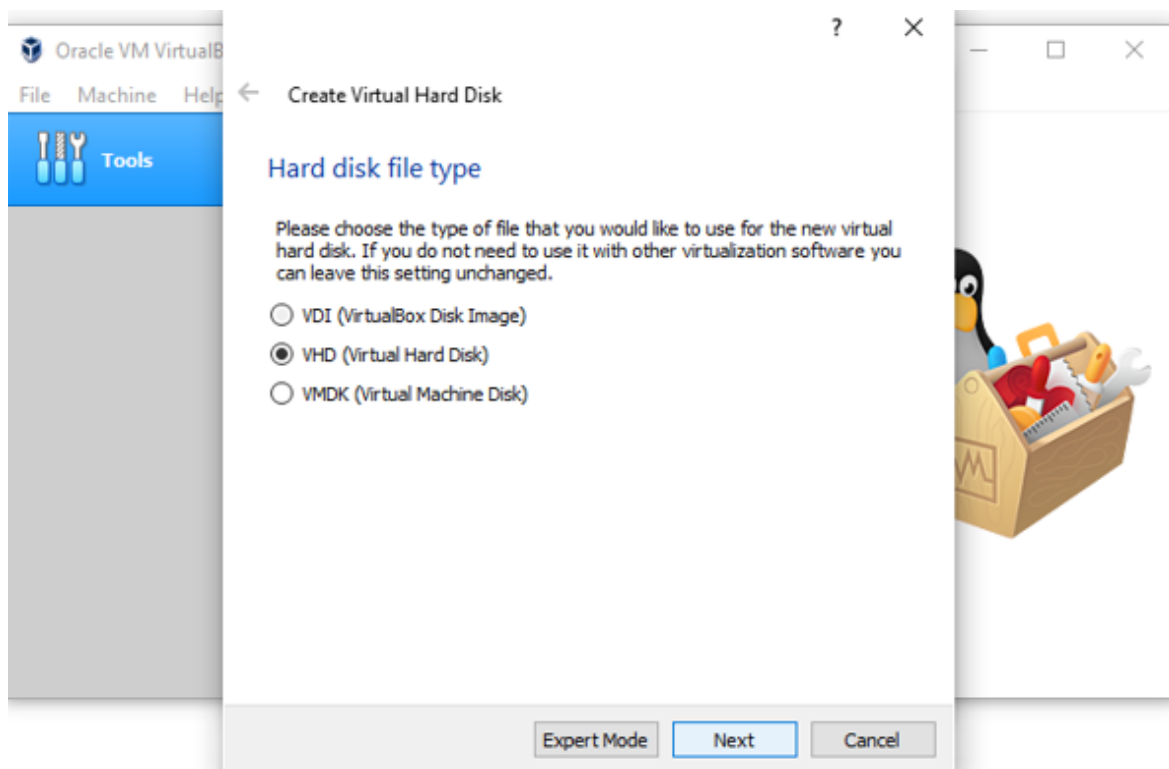 Oracle VM VirtualB
File Machine Help
Tools
?
Create Virtual Hard Disk
Hard disk file type
Please choose the type of file that you would like to use for the new virtual
hard disk. If you do not need to use it with other virtualization software you
can leave this setting unchanged.
VDI (VirtualBox Disk Image)
VHD (Virtual Hard Disk)
VMDK (Virtual Machine Disk)
Expert Mode Next Cancel